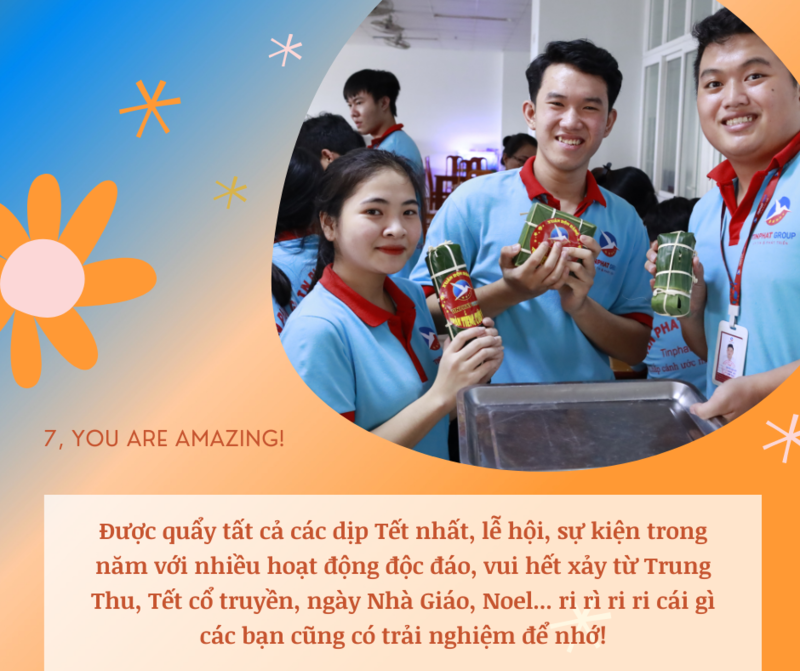 TINPHAT GROUP
7, YOU ARE AMAZING!
Được quẩy tất cả các dịp Tết nhất, lễ hội, sự kiện trong
năm với nhiều hoạt động độc đáo, vui hết xảy từ Trung
Thu, Tết cổ truyền, ngày Nhà Giáo, Noel... ri rì ri ri cái gì
các bạn cũng có trải nghiệm để nhớ!